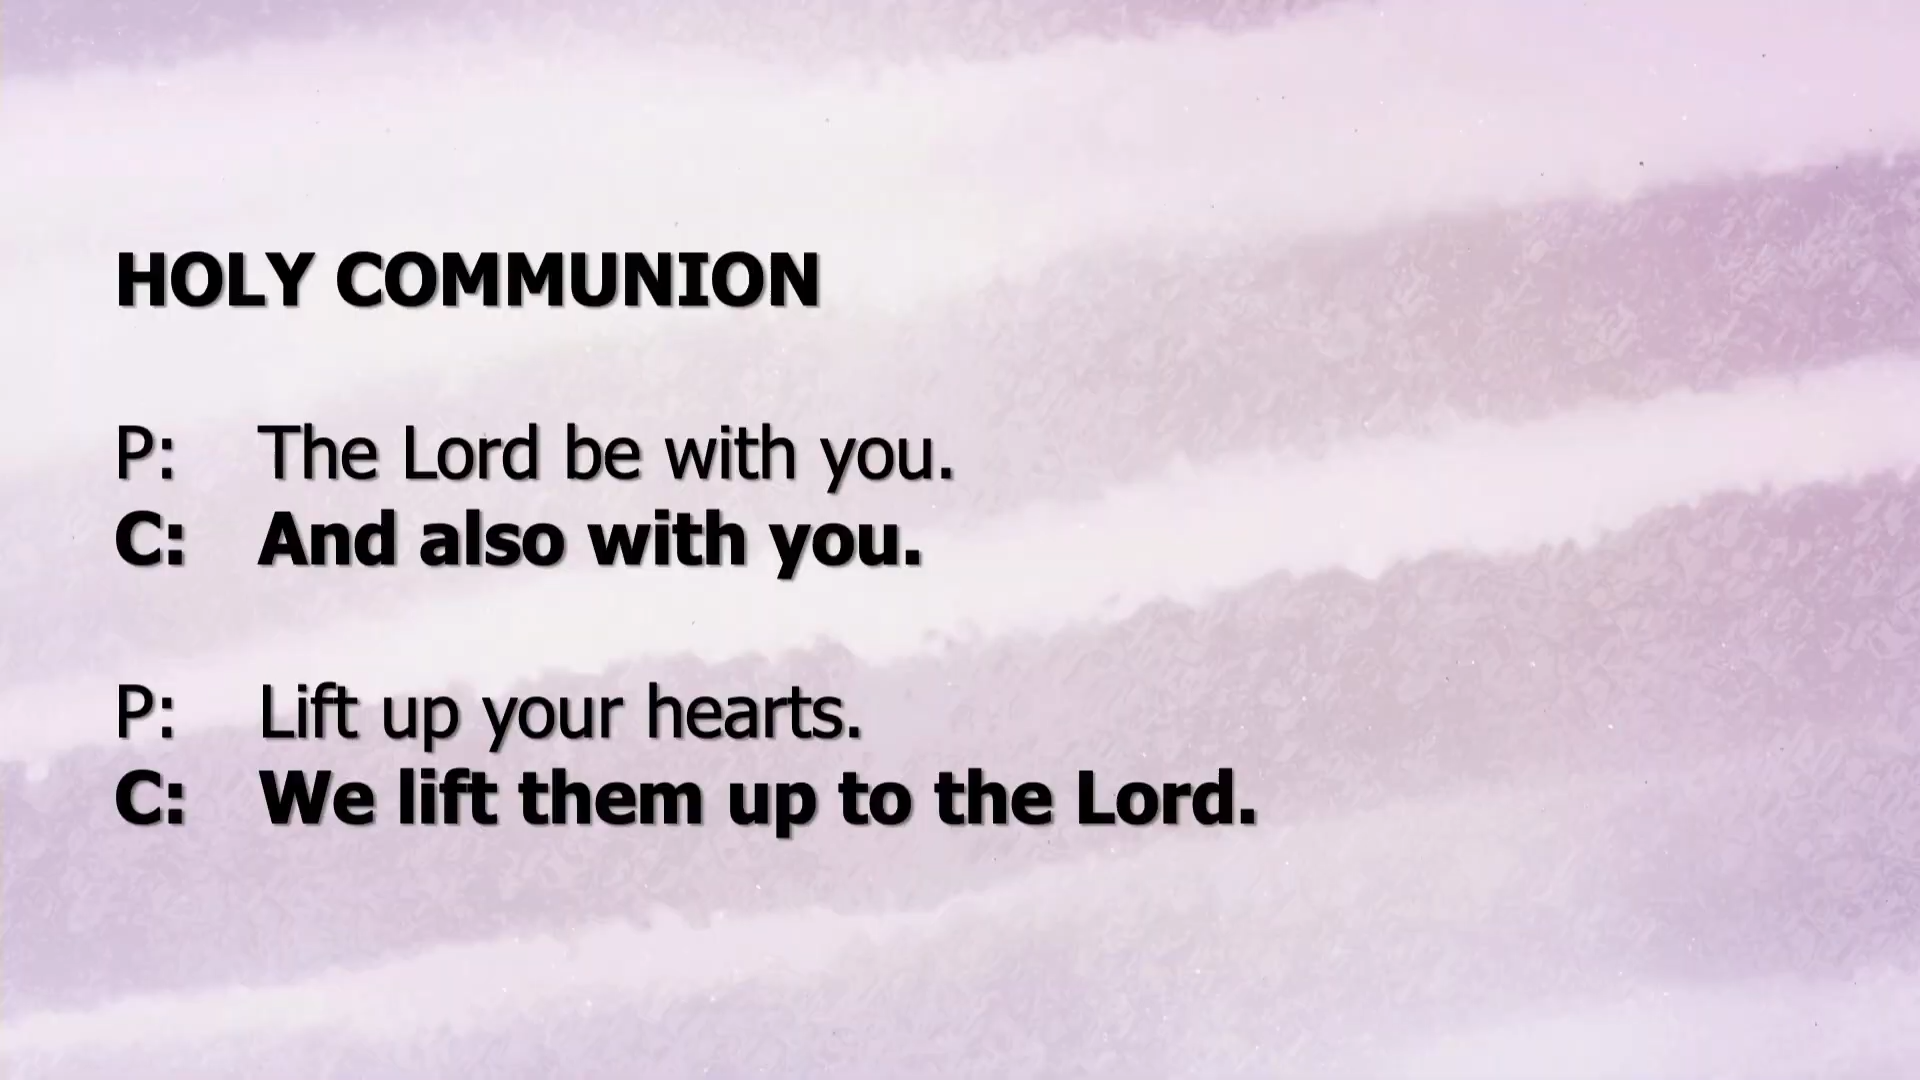 HOLY COMMUNION
P: The Lord be with you.
C: And also with you.
P: Lift up your hearts.
C: We lift them up to the Lord.